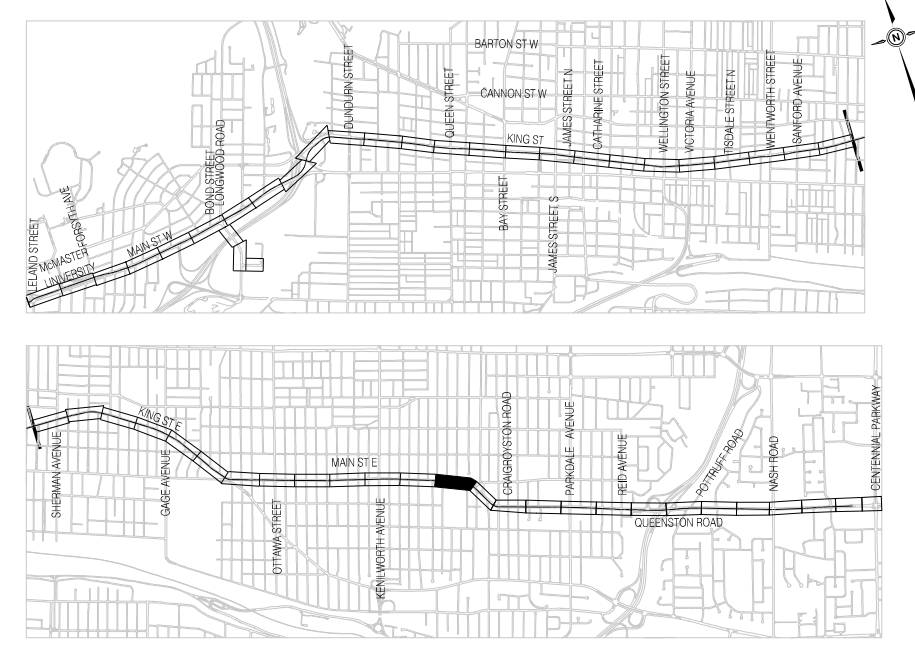 N
BARTON ST W
CANNON ST W
KING ST
DUNDURN STREET
QUEEN STREET
JAMES STREET N
CATHARINE STREET
WELLINGTON STREET
VICTORIA AVENUE
TISDALE STREET N
WENTWORTH STREET
SANFORD AVENUE
BOND STREET
LONGWOOD ROAD
BAY STREET
JAMES STREET S
LELAND STREET
FORSYTH AVE
McMASTER
UNIVERSITY
MAIN ST W
KING ST E
MAIN ST E
SHERMAN AVENUE
GAGE AVENUE
OTTAWA STREET
KENILWORTH AVENUE
CRAIGROYSTON ROAD
PARKDALE AVENUE
REID AVENUE
POTTRUFF ROAD
NASH ROAD
CENTENNIAL PARKWAY
QUEENSTON ROAD